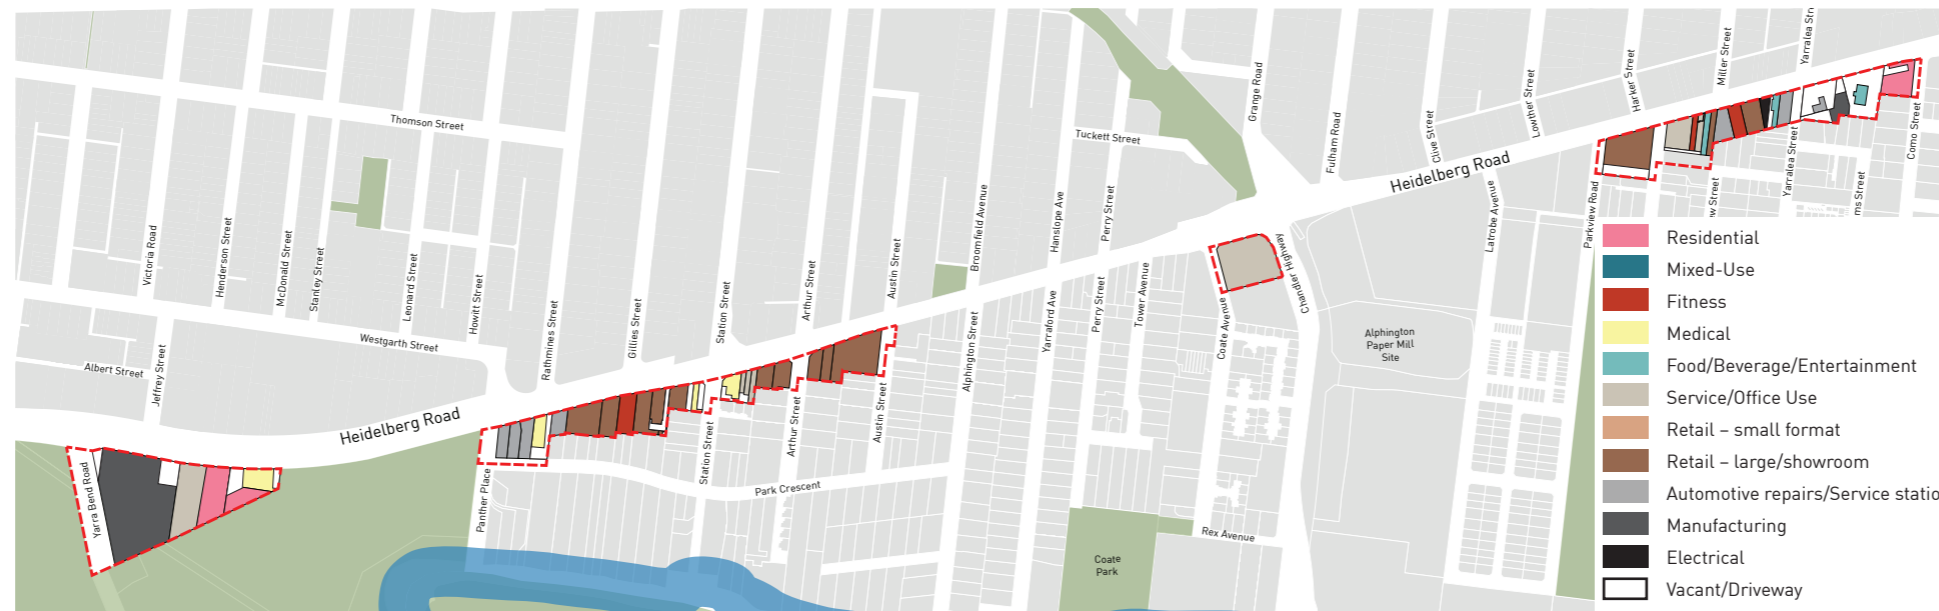 Thomson Street
Victoria Road
Henderson Street
McDonald Street
Stanley Street
Leonard Street
Howitt Street
Rathmines Street
Gillies Street
Station Street
Arthur Street
Austin Street
Broomfield Avenue
Hanslope Ave
Perry Street
Tuckett Street
Grange Road
Fulham Road
Clive Street
Lowther Street
Harker Street
Miller Street
Yarralea Str
Westgarth Street
Albert Street
Jeffrey Street
Heidelberg Road
Heidelberg Road
Yarra Bend Road
Panther Place
Station Street
Arthur Street
Austin Street
Park Crescent
Alphington Street
Yarraford Ave
Perry Street
Tower Avenue
Coate Avenue
Chandler Highway
Alphington
Paper Mill
Site
Latrobe Avenue
Parkview Road
w Street
Yarralea Street
ms Street
Como Street
Rex Avenue
Coate
Park
Residential
Mixed-Use
Fitness
Medical
Food/Beverage/Entertainment
Service/Office Use
Retail – small format
Retail – large/showroom
Automotive repairs/Service statio
Manufacturing
Electrical
Vacant/Driveway